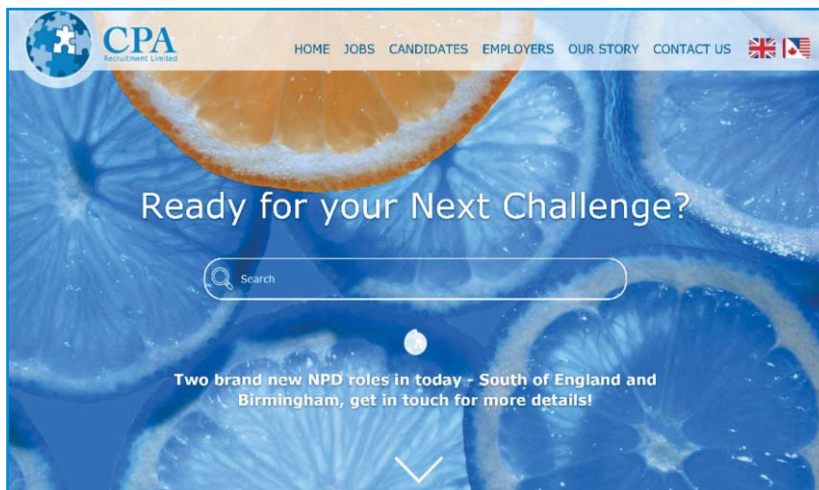 CPA
Recruitment Limited
HOME JOBS CANDIDATES EMPLOYERS OUR STORY CONTACT US
Ready for your Next Challenge?
Search
Two brand new NPD roles in today - South of England and
Birmingham, get in touch for more details!